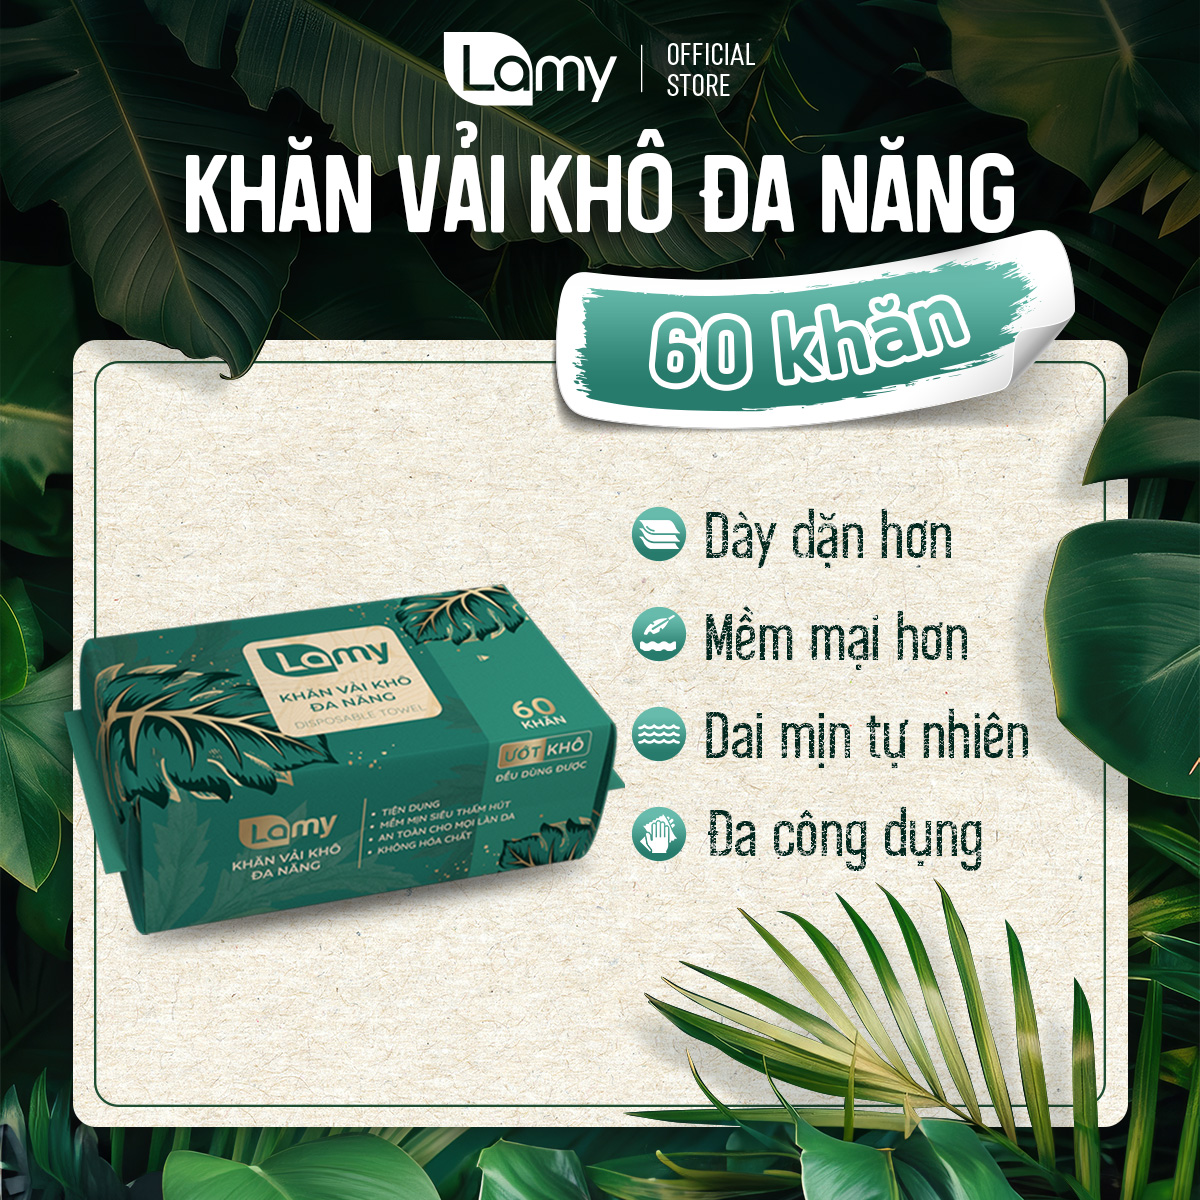 Lamy
OFFICIAL
STORE
KHĂN VẢI KHÔ ĐA NĂNG
60 khăn
Dày dặn hơn
Mềm mại hơn
Dai mịn tự nhiên
Đa công dụng
Lamy
KHĂN VẢI KHÔ
ĐA NĂNG
DISPOSABLE TOWEL
60
KHĂN
ƯỚT KHÔ
ĐỀU DÙNG ĐƯỢC
Lamy
KHĂN VẢI KHÔ
ĐA NĂNG
• TIỆN DỤNG
• MỀM MỊN SIÊU THẤM HÚT
• AN TOÀN CHO MỌI LÀN DA
• KHÔNG HÓA CHẤT